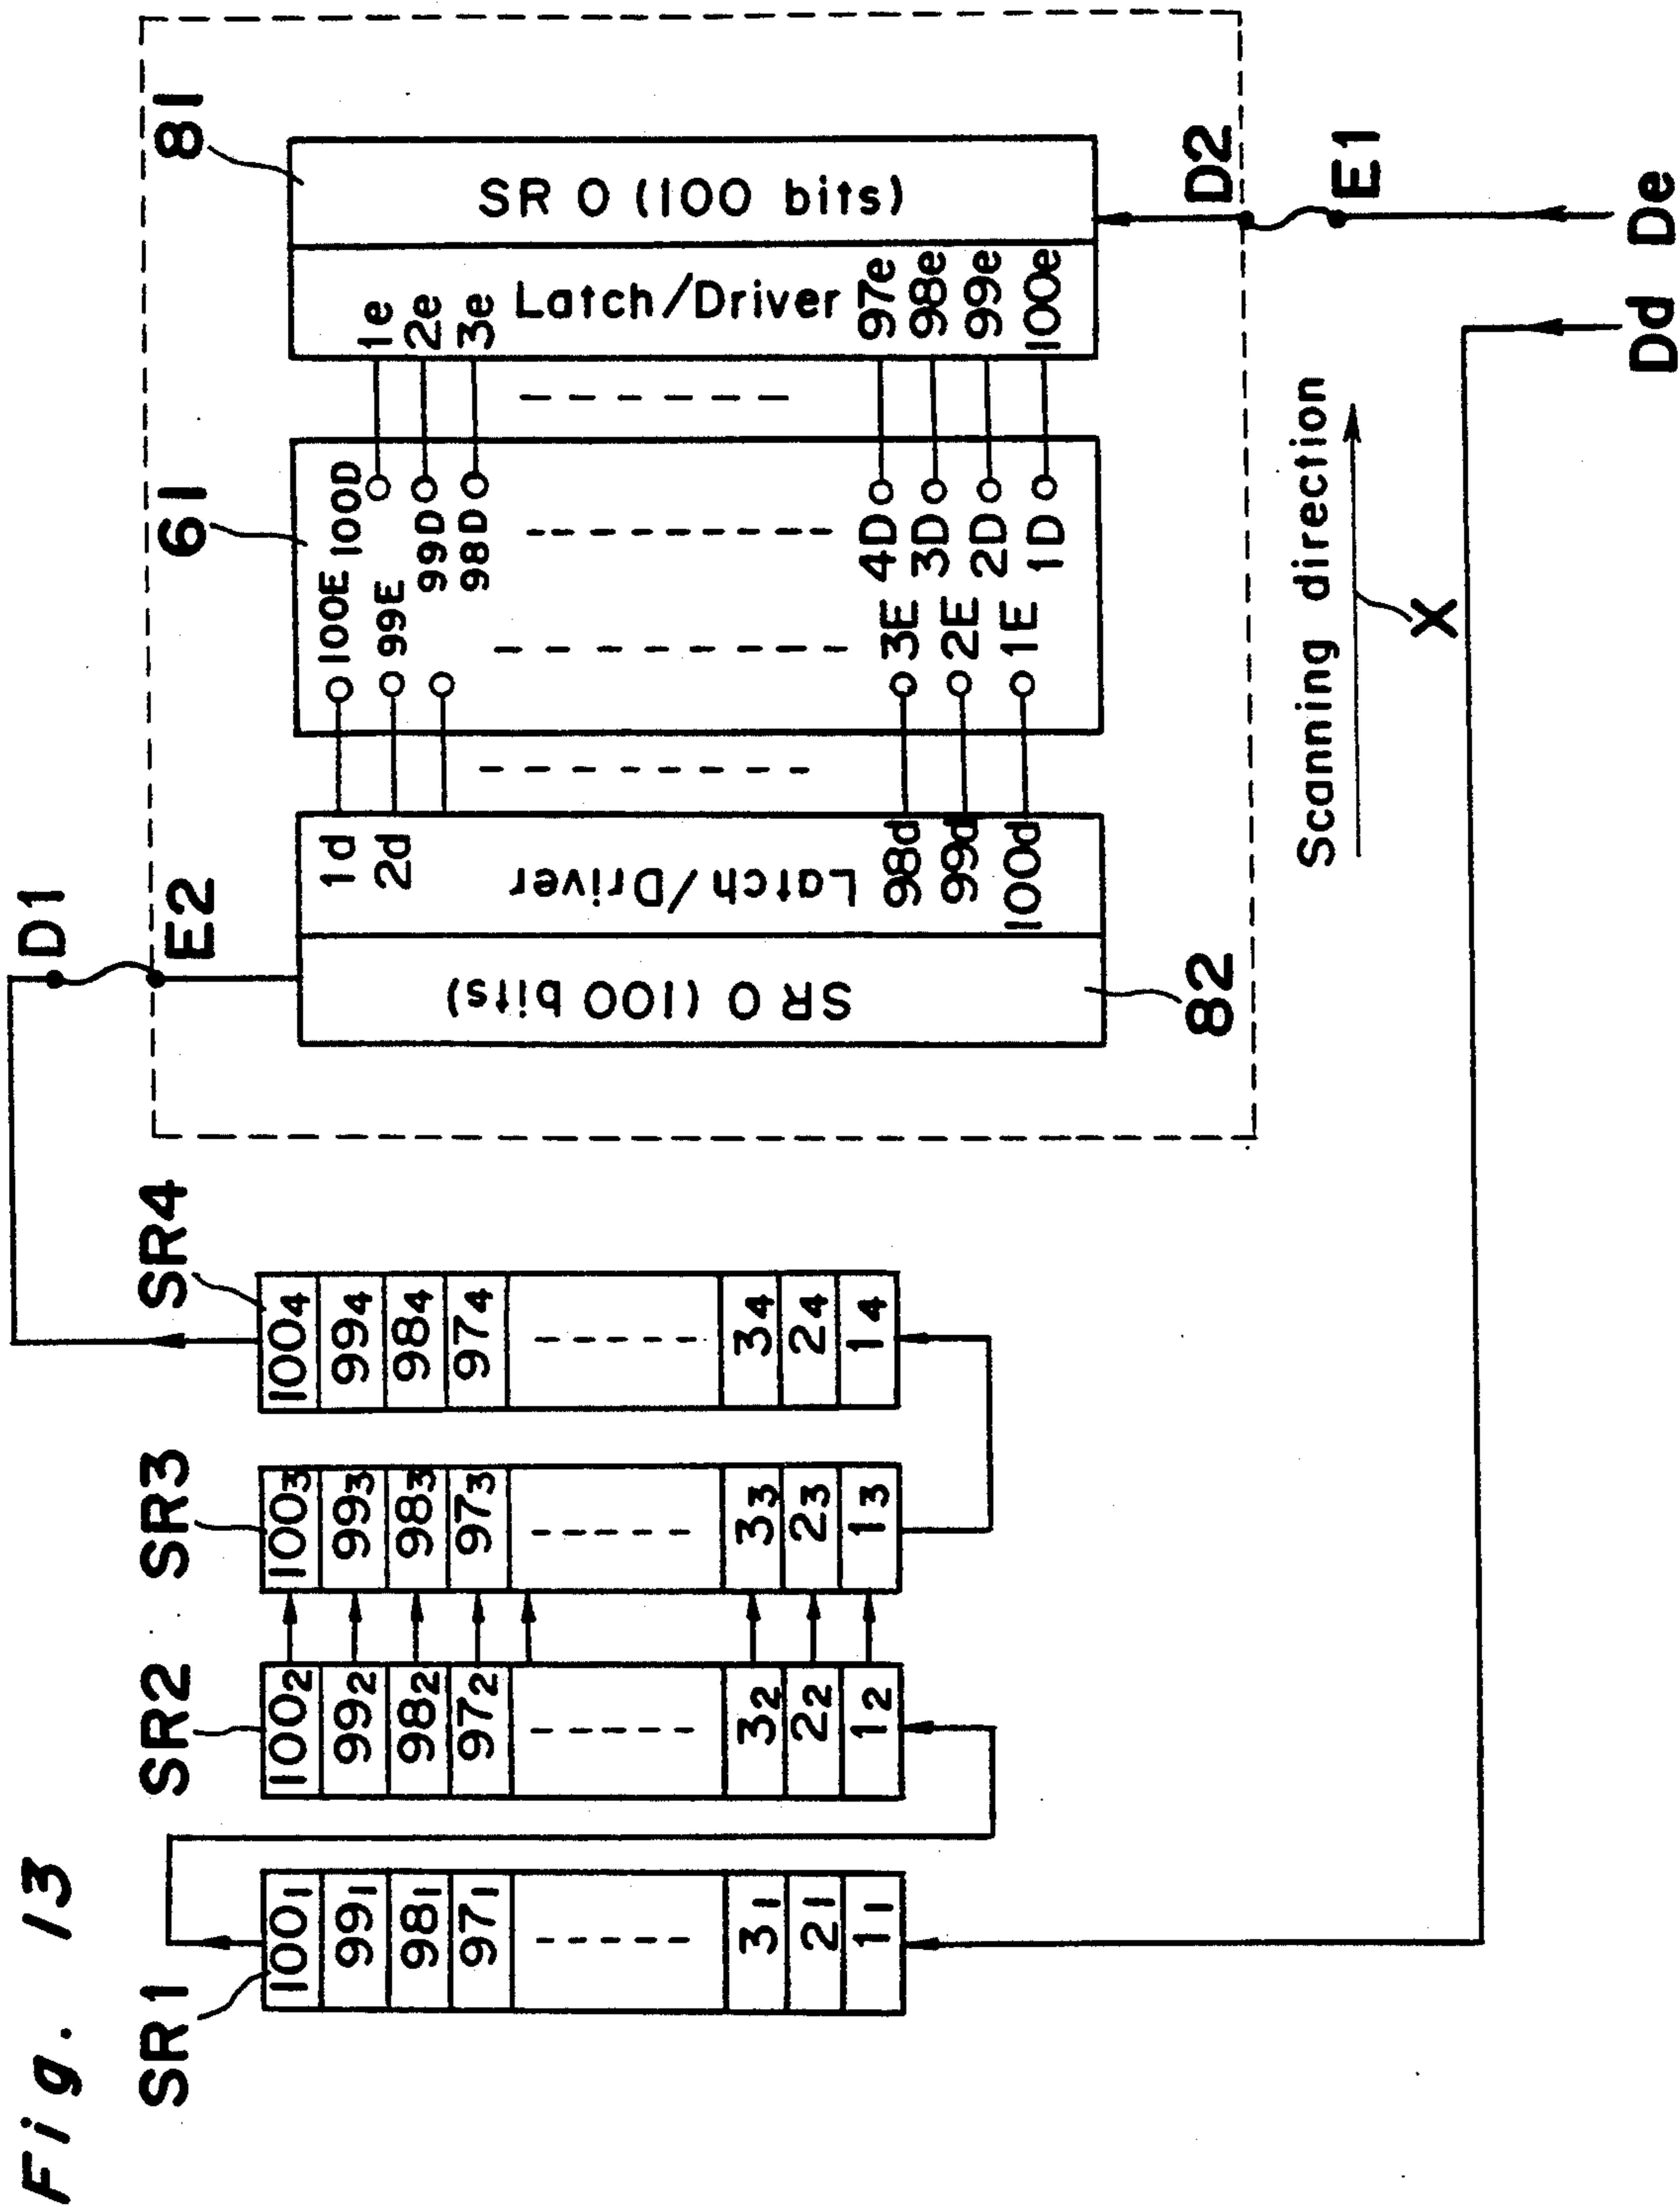 Fig. 13
SR1
SR2
SR3
SR4
100₁
99₁
98₁
97₁
3₁
2₁
1₁
100₂
99₂
98₂
97₂
3₂
2₂
1₂
100₃
99₃
98₃
97₃
3₃
2₃
1₃
100₄
99₄
98₄
97₄
3₄
2₄
1₄
D1
E2
82
SR 0 (100 bits)
Latch/Driver
1d
2d
98d
99d
100d
61
100E
99E
3E
2E
1E
100D
99D
98D
4D
3D
2D
1D
81
1e
2e
3e
97e
98e
99e
100e
Latch/Driver
SR 0 (100 bits)
D2
E1
Scanning direction
X
Dd
De